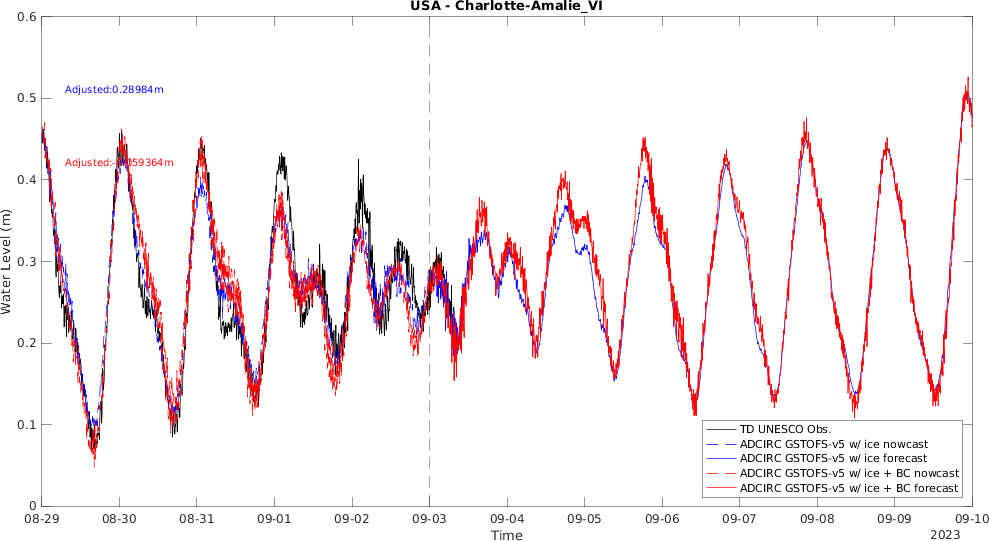 USA - Charlotte-Amalie_VI
0.6
0.5
0.4
0.3
0.2
0.1
0
Water Level (m)
Adjusted:0.28984m
TD UNESCO Obs.
ADCIRC GSTOFS-v5 w/ ice nowcast
ADCIRC GSTOFS-v5 w/ ice forecast
ADCIRC GSTOFS-v5 w/ ice + BC nowcast
ADCIRC GSTOFS-v5 w/ ice + BC forecast
08-29 08-30 08-31 09-01 09-02 09-03 09-04 09-05 09-06 09-07 09-08 09-09 09-10
Time
2023